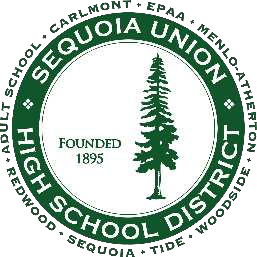 ADULT SCHOOL • CARLMONT • EPAA • MENLO-ATHERTON •
SEQUOIA UNION
FOUNDED
1895
HIGH SCHOOL DISTRICT
REDWOOD • SEQUOIA • TIDE • WOODSIDE •